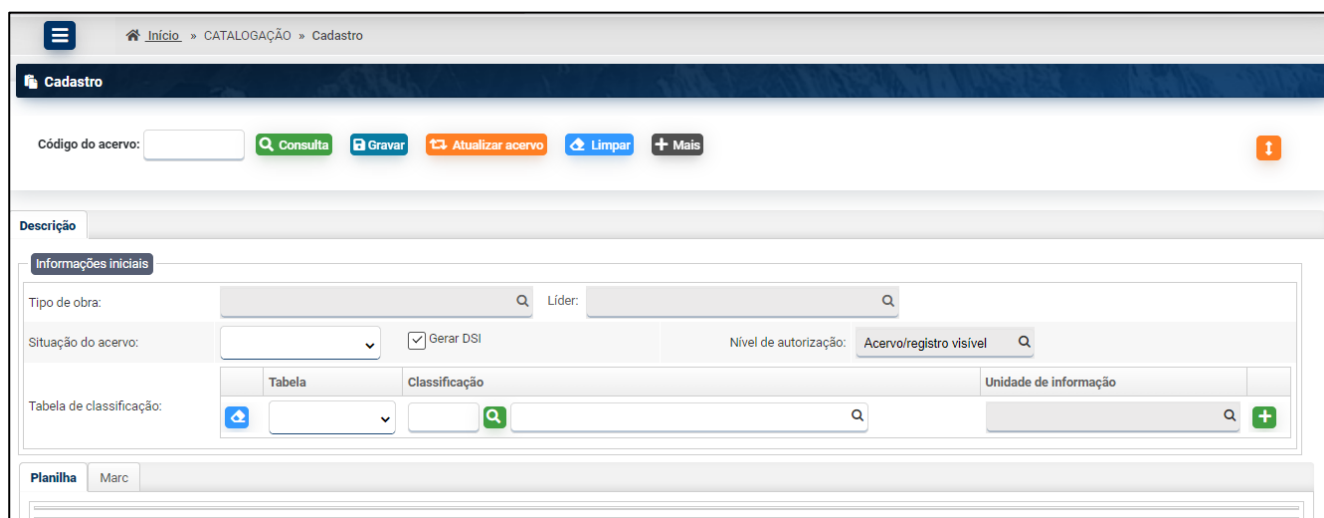 Início » CATALOGAÇÃO » Cadastro
Cadastro
Código do acervo: Consulta Gravar Atualizar acervo Limpar Mais
Descrição
Informações iniciais
Tipo de obra: Líder:
Situação do acervo: Gerar DSI Nível de autorização: Acervo/registro visível
Tabela Classificação Unidade de informação
Tabela de classificação:
Planilha Marc